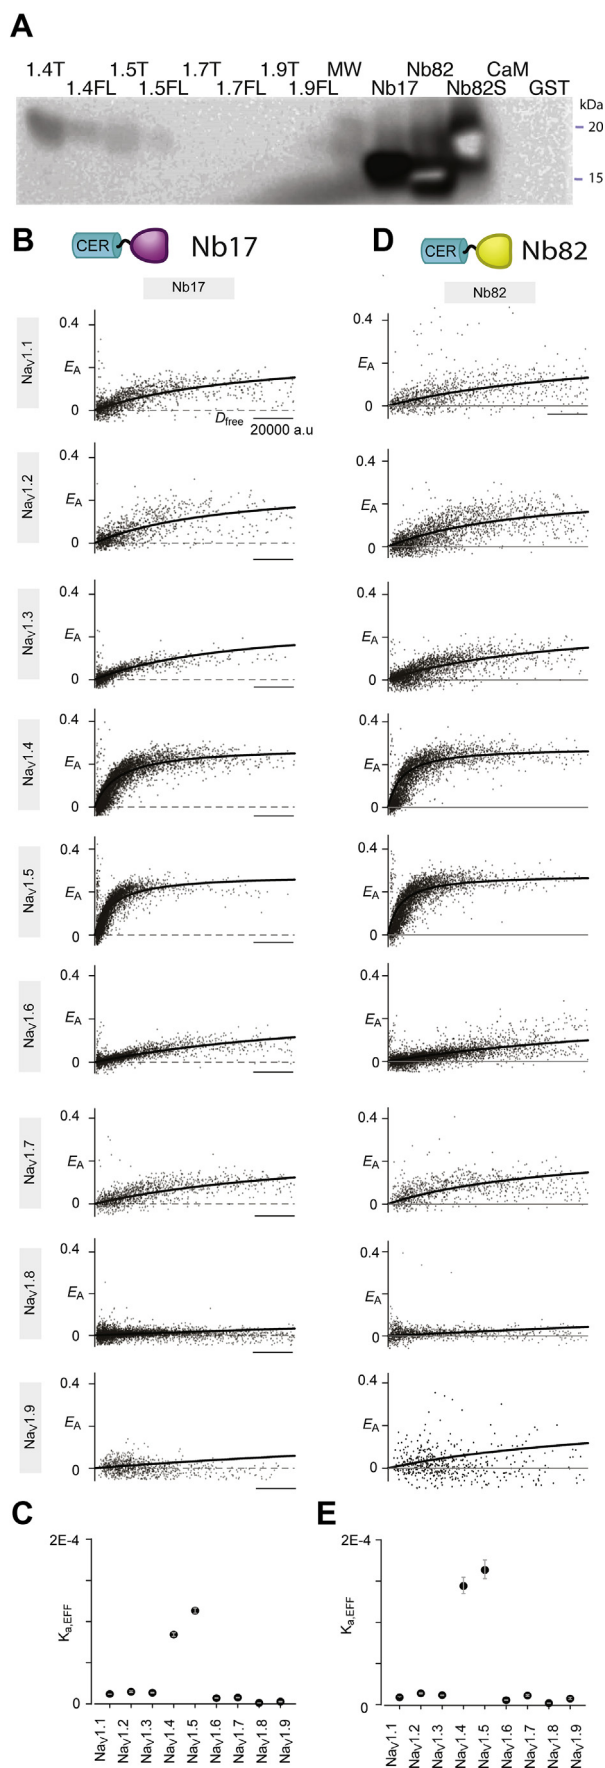 A
1.4T 1.5T 1.7T 1.9T MW Nb82 CaM
1.4FL 1.5FL 1.7FL 1.9FL Nb17 Nb82S GST
kDa
20
15
B CER Nb17 D CER Nb82
Nb17 Nb82
NaV1.1 0.4 EA 0 0.4 EA 0
Dfree
20000 a.u
NaV1.2 0.4 EA 0 0.4 EA 0
NaV1.3 0.4 EA 0 0.4 EA 0
NaV1.4 0.4 EA 0 0.4 EA 0
NaV1.5 0.4 EA 0 0.4 EA 0
NaV1.6 0.4 EA 0 0.4 EA 0
NaV1.7 0.4 EA 0 0.4 EA 0
NaV1.8 0.4 EA 0 0.4 EA 0
NaV1.9 0.4 EA 0 0.4 EA 0
C E
2E-4 2E-4
Ka,EFF Ka,EFF
0 0
NaV1.1 NaV1.2 NaV1.3 NaV1.4 NaV1.5 NaV1.6 NaV1.7 NaV1.8 NaV1.9 NaV1.1 NaV1.2 NaV1.3 NaV1.4 NaV1.5 NaV1.6 NaV1.7 NaV1.8 NaV1.9